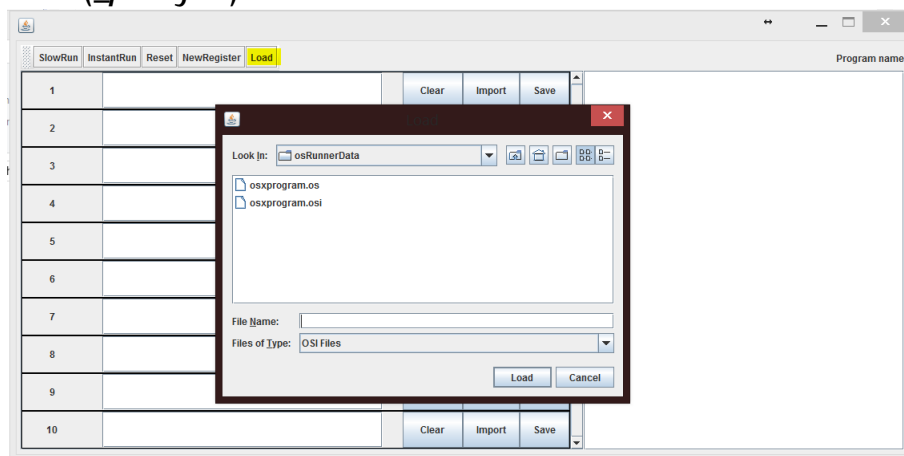 SlowRun InstantRun Reset NewRegister Load Program name
1 Clear Import Save
2
3
4
5
6
7
8
9
10 Clear Import Save
Load
Look In: osRunnerData
osxprogram.os
osxprogram.osi
File Name:
Files of Type: OSI Files
Load Cancel